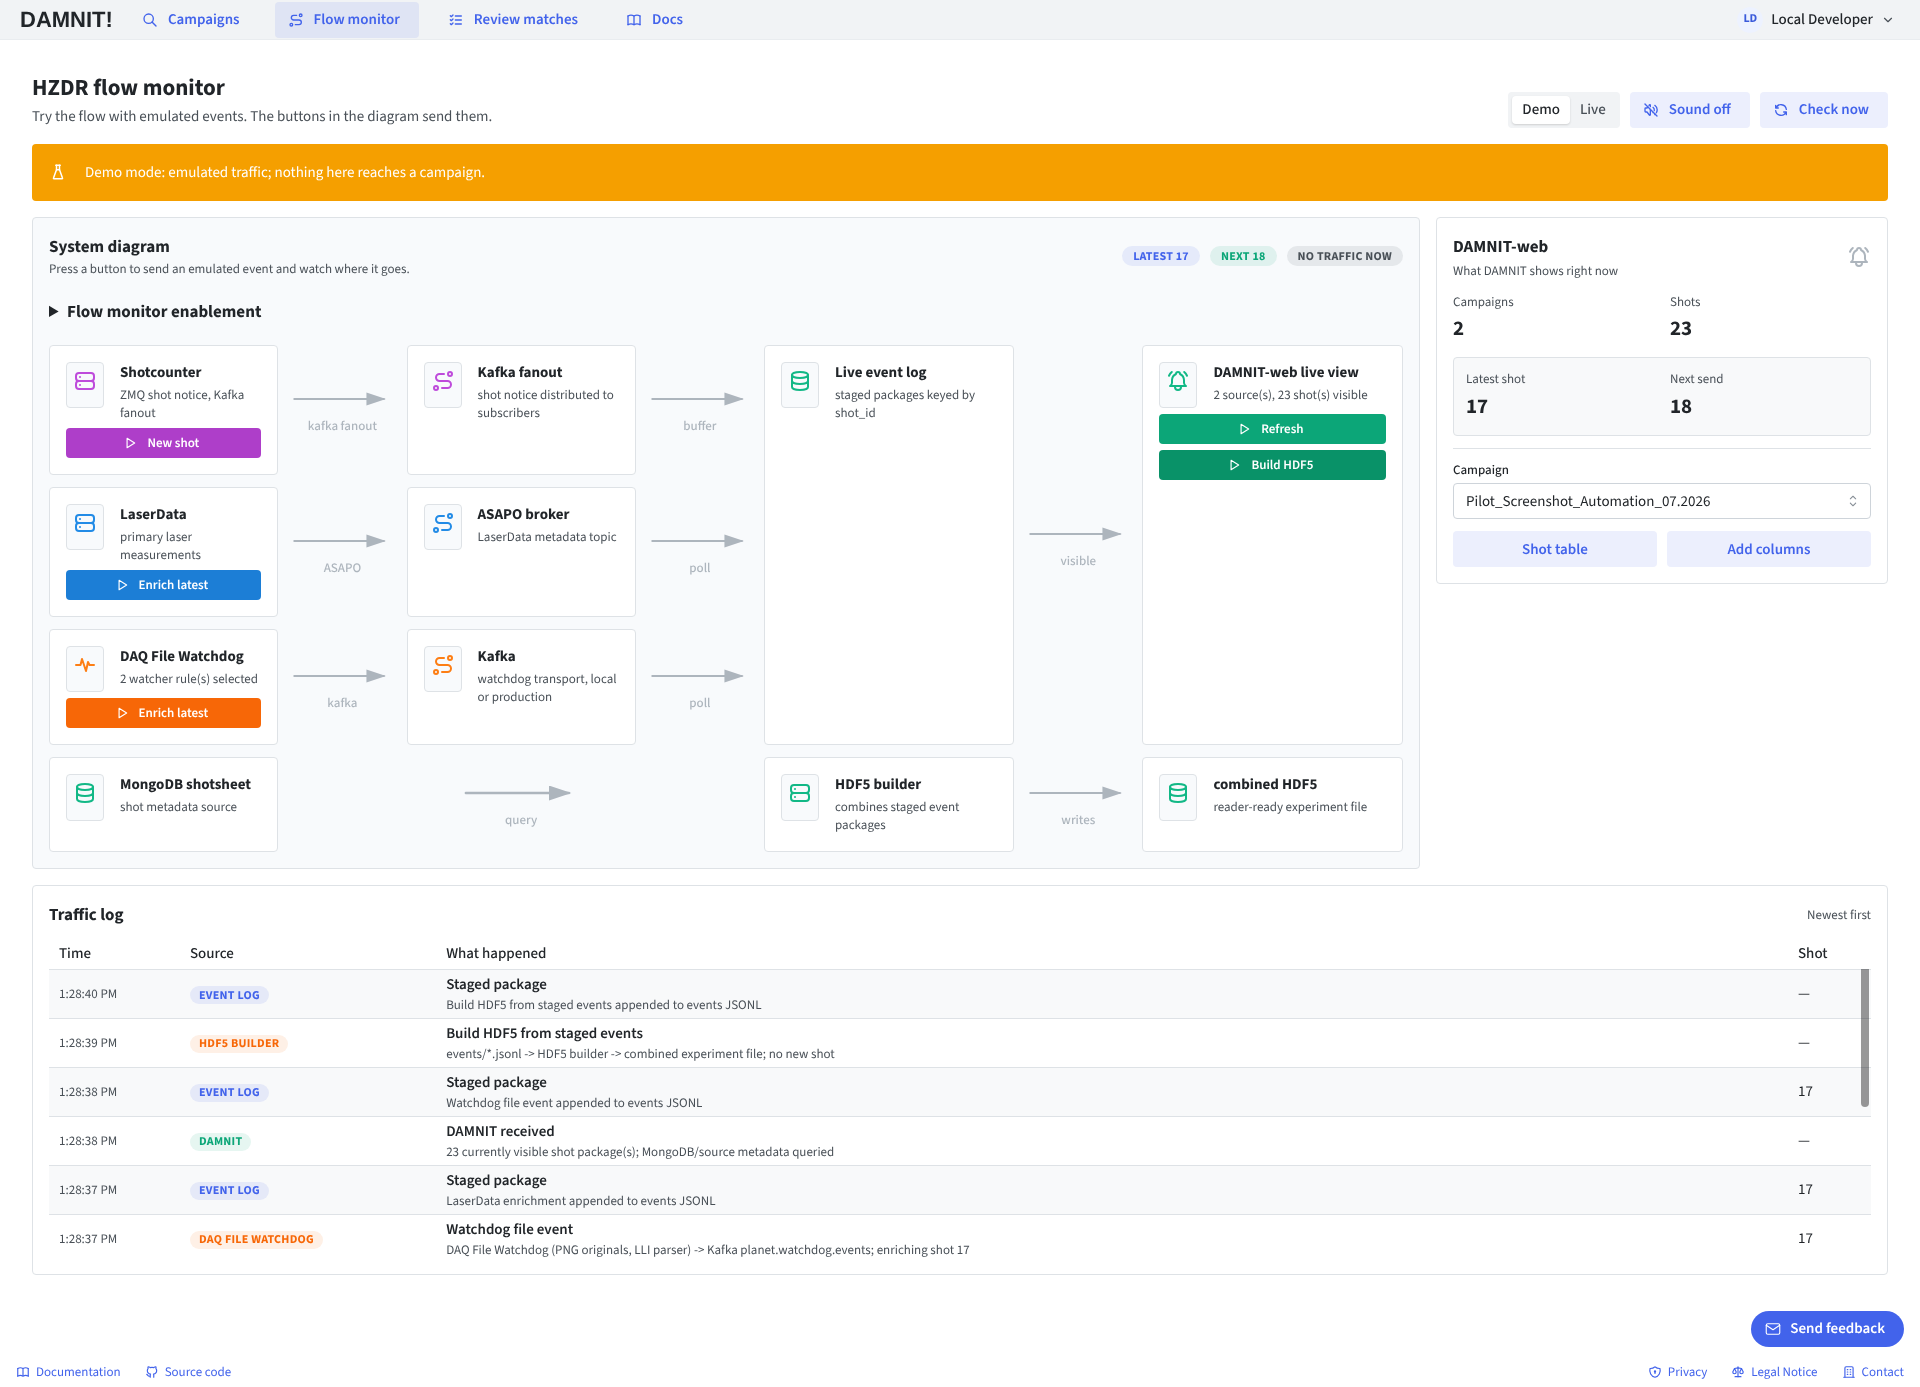 DAMNIT!
Campaigns
Flow monitor
Review matches
Docs
LD
Local Developer
HZDR flow monitor
Try the flow with emulated events. The buttons in the diagram send them.
Demo
Live
Sound off
Check now
Demo mode: emulated traffic; nothing here reaches a campaign.
System diagram
Press a button to send an emulated event and watch where it goes.
LATEST 17
NEXT 18
NO TRAFFIC NOW
Flow monitor enablement
Shotcounter
ZMQ shot notice, Kafka
fanout
New shot
kafka fanout
Kafka fanout
shot notice distributed to
subscribers
buffer
Live event log
staged packages keyed by
shot_id
visible
DAMNIT-web live view
2 source(s), 23 shot(s) visible
Refresh
Build HDF5
LaserData
primary laser
measurements
Enrich latest
ASAPO
ASAPO broker
LaserData metadata topic
poll
DAQ File Watchdog
2 watcher rule(s) selected
Enrich latest
kafka
Kafka
watchdog transport, local
or production
poll
MongoDB shotsheet
shot metadata source
query
HDF5 builder
combines staged event
packages
writes
combined HDF5
reader-ready experiment file
DAMNIT-web
What DAMNIT shows right now
Campaigns
2
Shots
23
Latest shot
17
Next send
18
Campaign
Pilot_Screenshot_Automation_07.2026
Shot table
Add columns
Traffic log
Newest first
Time
Source
What happened
Shot
1:28:40 PM
EVENT LOG
Staged package
Build HDF5 from staged events appended to events JSONL
—
1:28:39 PM
HDF5 BUILDER
Build HDF5 from staged events
events/*.jsonl -> HDF5 builder -> combined experiment file; no new shot
—
1:28:38 PM
EVENT LOG
Staged package
Watchdog file event appended to events JSONL
17
1:28:38 PM
DAMNIT
DAMNIT received
23 currently visible shot package(s); MongoDB/source metadata queried
—
1:28:37 PM
EVENT LOG
Staged package
LaserData enrichment appended to events JSONL
17
1:28:37 PM
DAQ FILE WATCHDOG
Watchdog file event
DAQ File Watchdog (PNG originals, LLI parser) -> Kafka planet.watchdog.events; enriching shot 17
17
Send feedback
Documentation
Source code
Privacy
Legal Notice
Contact